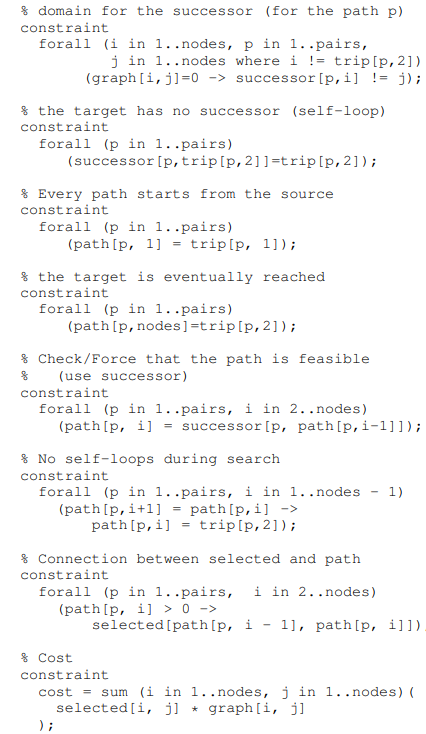 % domain for the successor (for the path p)
constraint
  forall (i in 1..nodes, p in 1..pairs,
          j in 1..nodes where i != trip[p,2])
       (graph[i,j]=0 -> successor[p,i] != j);

% the target has no successor (self-loop)
constraint
  forall (p in 1..pairs)
     (successor[p,trip[p,2]]=trip[p,2]);

% Every path starts from the source
constraint
  forall (p in 1..pairs)
     (path[p, 1] = trip[p, 1]);

% the target is eventually reached
constraint
  forall (p in 1..pairs)
     (path[p,nodes]=trip[p,2]);

% Check/Force that the path is feasible
%   (use successor)
constraint
  forall (p in 1..pairs, i in 2..nodes)
    (path[p, i] = successor[p, path[p,i-1]]);

% No self-loops during search
constraint
  forall (p in 1..pairs, i in 1..nodes - 1)
    (path[p,i+1] = path[p,i] ->
        path[p,i] = trip[p,2]);

% Connection between selected and path
constraint
  forall (p in 1..pairs,  i in 2..nodes)
    (path[p, i] > 0 ->
        selected[path[p, i - 1], path[p, i]])

% Cost
constraint
  cost = sum (i in 1..nodes, j in 1..nodes)(
    selected[i, j] * graph[i, j]
  );